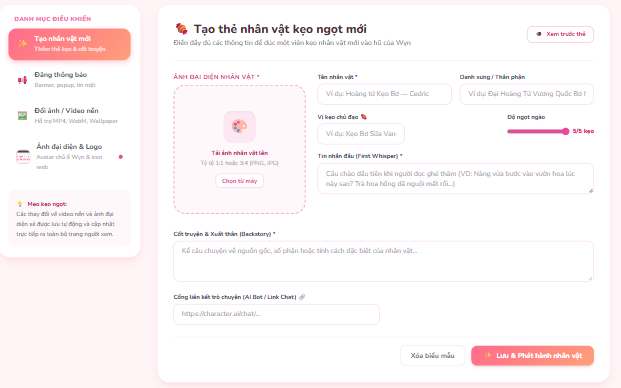 DANH MỤC ĐIỀU KHIỂN
Tạo nhân vật mới
Thêm thẻ kẹo & cốt truyện
Đăng thông báo
Banner, popup, tin mật
Đổi ảnh / Video nền
Hỗ trợ MP4, WebM, Wallpaper
Ảnh đại diện & Logo
Avatar chủ ổ Wyn & icon
web
Mẹo kẹo ngọt:
Các thay đổi về video nền và ảnh đại
diện sẽ được lưu tự động và cập nhật
trực tiếp ra toàn bộ trang người xem.
Tạo thẻ nhân vật kẹo ngọt mới
Điền đầy đủ các thông tin để đúc một viên kẹo nhân vật mới vào hũ của Wyn
Xem trước thẻ
ẢNH ĐẠI DIỆN NHÂN VẬT *
Tải ảnh nhân vật lên
Tỷ lệ 1:1 hoặc 3:4 (PNG, JPG)
Chọn từ máy
Tên nhân vật *
Ví dụ: Hoàng tử Kẹo Bơ — Cedric
Danh xưng / Thân phận
Ví dụ: Đại Hoàng Tử Vương Quốc Bơ
Vị kẹo chủ đạo
Ví dụ: Kẹo Bơ Sữa Van
Độ ngọt ngào
5/5 kẹo
Tin nhắn đầu (First Whisper) *
Câu chào đầu tiên khi người đọc ghé thăm (VD: Nàng vừa bước vào vườn hoa lúc
này sao? Trà hoa hồng đã nguội mất rồi...)
Cốt truyện & Xuất thân (Backstory) *
Kể câu chuyện về nguồn gốc, số phận hoặc tính cách đặc biệt của nhân vật...
Cổng liên kết trò chuyện (AI Bot / Link Chat)
https://character.ai/chat/...
Xóa biểu mẫu
Lưu & Phát hành nhân vật